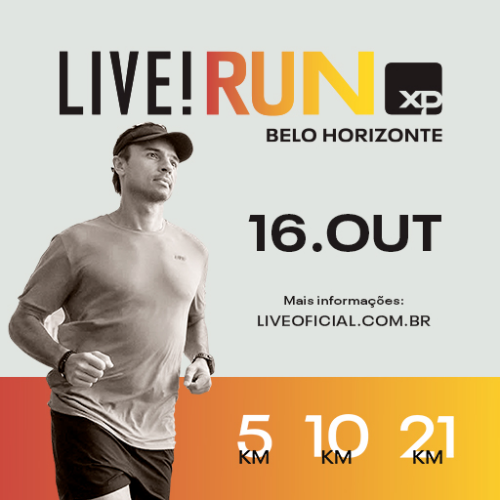 LIVE! RUN xp
BELO HORIZONTE
16.OUT
Mais informações:
LIVEOFICIAL.COM.BR
5 10 21
KM KM KM